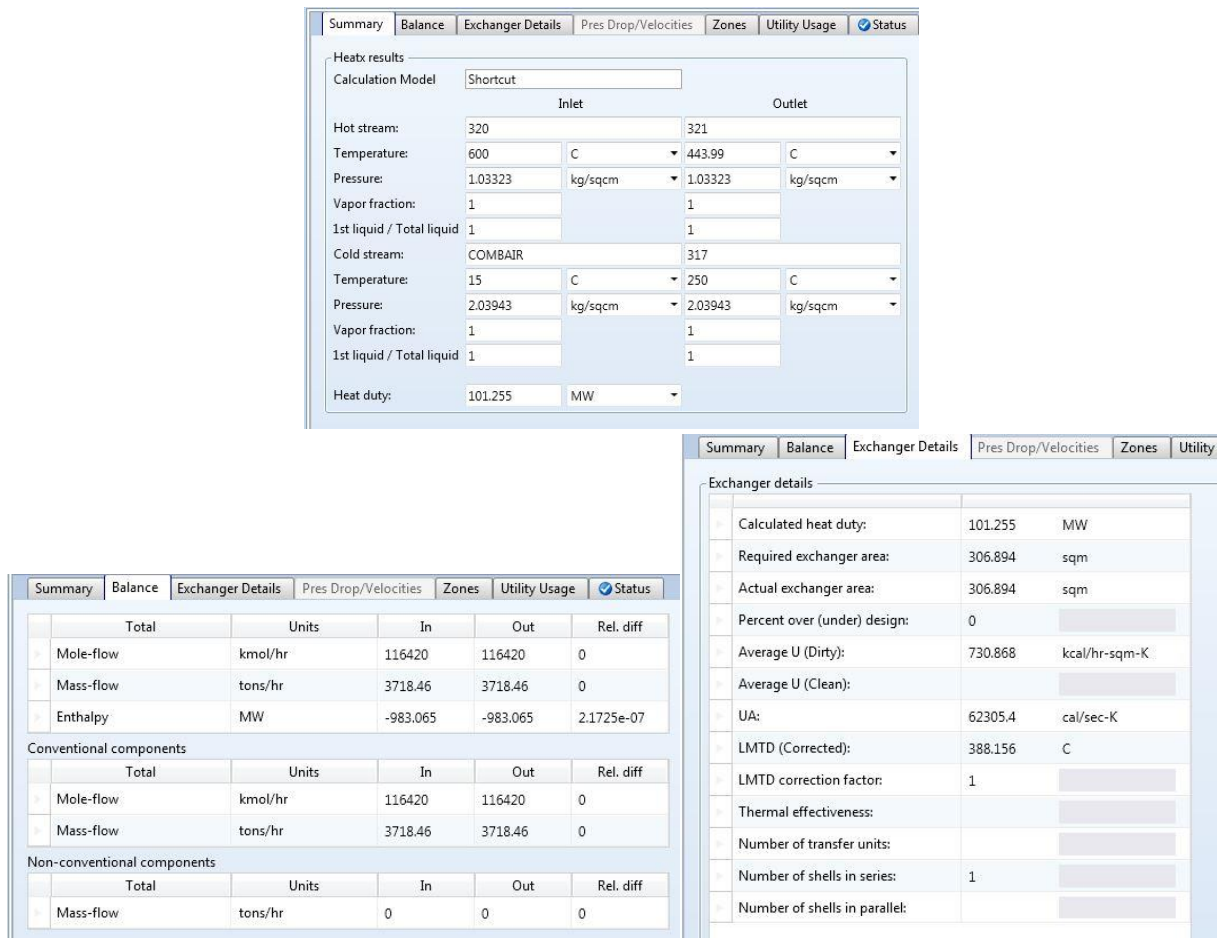 Summary Balance Exchanger Details Pres Drop/Velocities Zones Utility Usage Status
Heatx results
Calculation Model Shortcut
Inlet Outlet
Hot stream: 320 321
Temperature: 600 C 443.99 C
Pressure: 1.03323 kg/sqcm 1.03323 kg/sqcm
Vapor fraction: 1 1
1st liquid / Total liquid 1 1
Cold stream: COMBAIR 317
Temperature: 15 C 250 C
Pressure: 2.03943 kg/sqcm 2.03943 kg/sqcm
Vapor fraction: 1 1
1st liquid / Total liquid 1 1
Heat duty: 101.255 MW
Summary Balance Exchanger Details Pres Drop/Velocities Zones Utility Usage Status
Total Units In Out Rel. diff
Mole-flow kmol/hr 116420 116420 0
Mass-flow tons/hr 3718.46 3718.46 0
Enthalpy MW -983.065 -983.065 2.1725e-07
Conventional components
Total Units In Out Rel. diff
Mole-flow kmol/hr 116420 116420 0
Mass-flow tons/hr 3718.46 3718.46 0
Non-conventional components
Total Units In Out Rel. diff
Mass-flow tons/hr 0 0 0
Summary Balance Exchanger Details Pres Drop/Velocities Zones Utility
Exchanger details
Calculated heat duty: 101.255 MW
Required exchanger area: 306.894 sqm
Actual exchanger area: 306.894 sqm
Percent over (under) design: 0
Average U (Dirty): 730.868 kcal/hr-sqm-K
Average U (Clean):
UA: 62305.4 cal/sec-K
LMTD (Corrected): 388.156 C
LMTD correction factor: 1
Thermal effectiveness:
Number of transfer units:
Number of shells in series: 1
Number of shells in parallel: